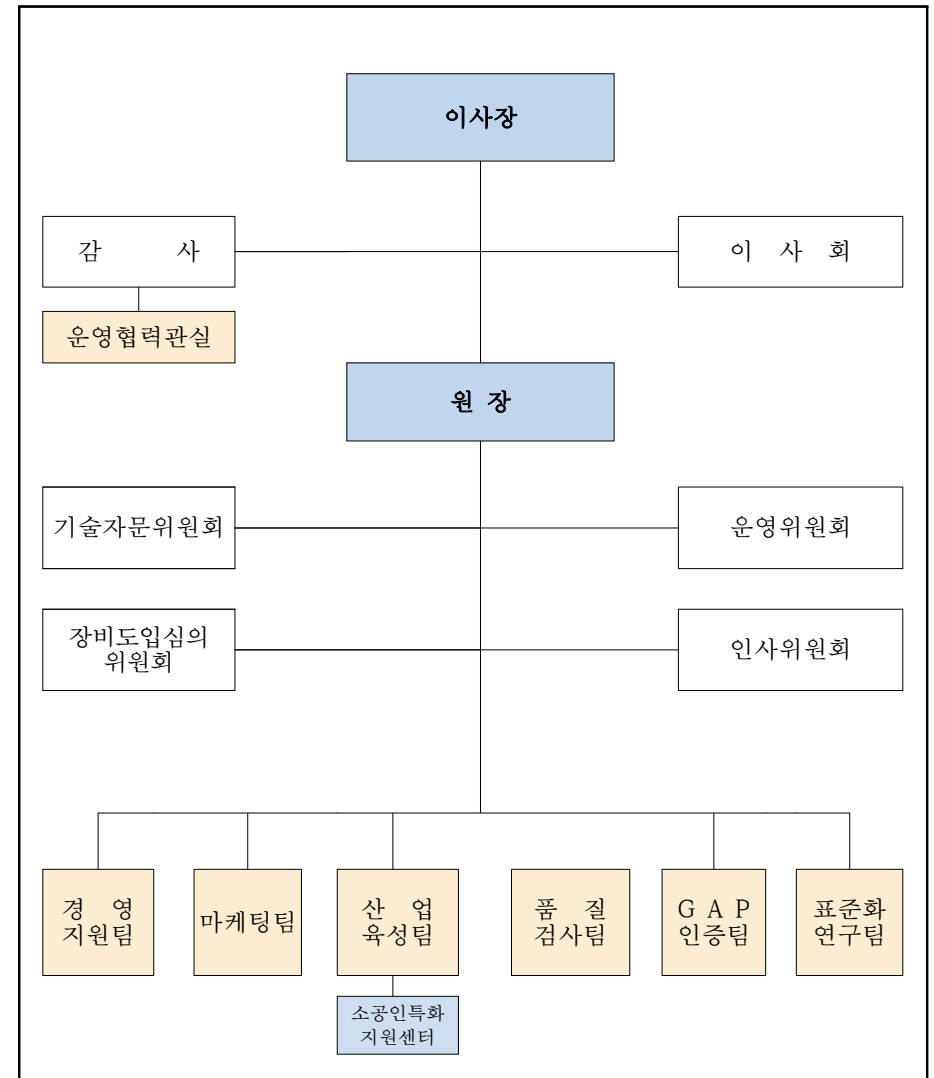 이사장
감 사
이 사 회
운영협력관실
원 장
기술자문위원회
운영위원회
장비도입심의
위원회
인사위원회
경 영
지원팀
마케팅팀
산 업
육성팀
품 질
검사팀
G A P
인증팀
표준화
연구팀
소공인특화
지원센터